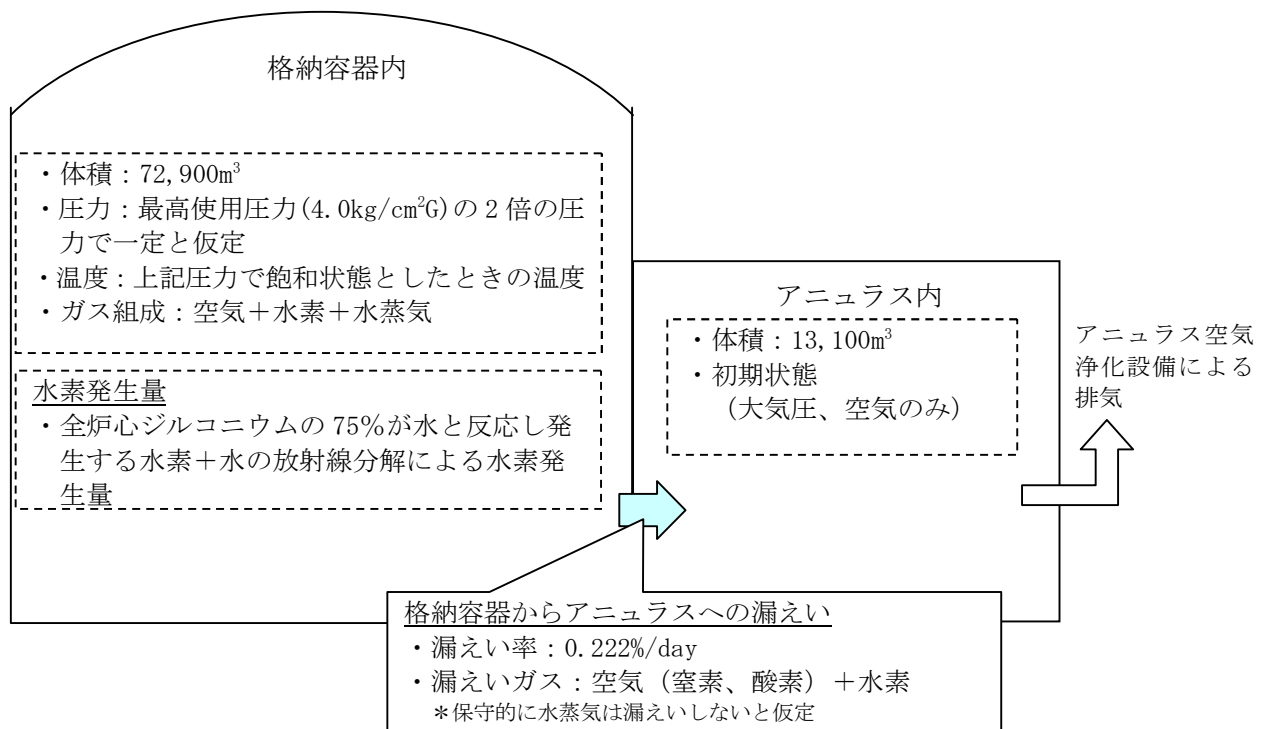 格納容器内
・体積：72,900m³
・圧力：最高使用圧力(4.0kg/cm²G)の2倍の圧
力で一定と仮定
・温度：上記圧力で飽和状態としたときの温度
・ガス組成：空気＋水素＋水蒸気
水素発生量
・全炉心ジルコニウムの75%が水と反応し発
生する水素＋水の放射線分解による水素発
生量
アニュラス内
・体積：13,100m³
・初期状態
（大気圧、空気のみ）
アニュラス空気
浄化設備による
排気
格納容器からアニュラスへの漏えい
・漏えい率：0.222%/day
・漏えいガス：空気（窒素、酸素）＋水素
＊保守的に水蒸気は漏えいしないと仮定